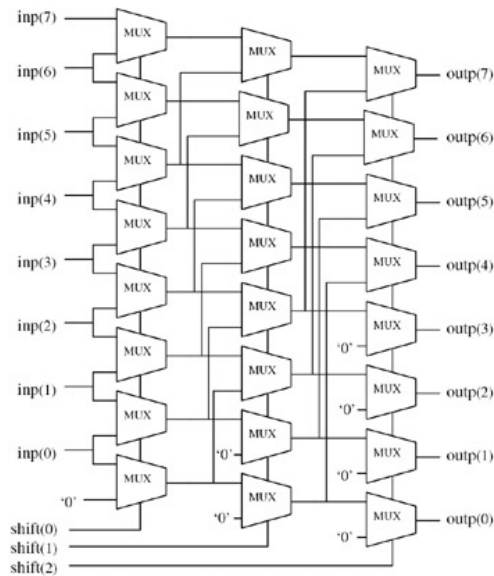 inp(7)
MUX
MUX
MUX
outp(7)
inp(6)
MUX
MUX
MUX
outp(6)
inp(5)
MUX
MUX
MUX
outp(5)
inp(4)
MUX
MUX
MUX
outp(4)
inp(3)
MUX
MUX
MUX
outp(3)
'0'
inp(2)
MUX
MUX
MUX
outp(2)
'0'
inp(1)
MUX
MUX
MUX
outp(1)
'0'
'0'
inp(0)
MUX
MUX
MUX
outp(0)
'0'
'0'
'0'
shift(0)
shift(1)
shift(2)